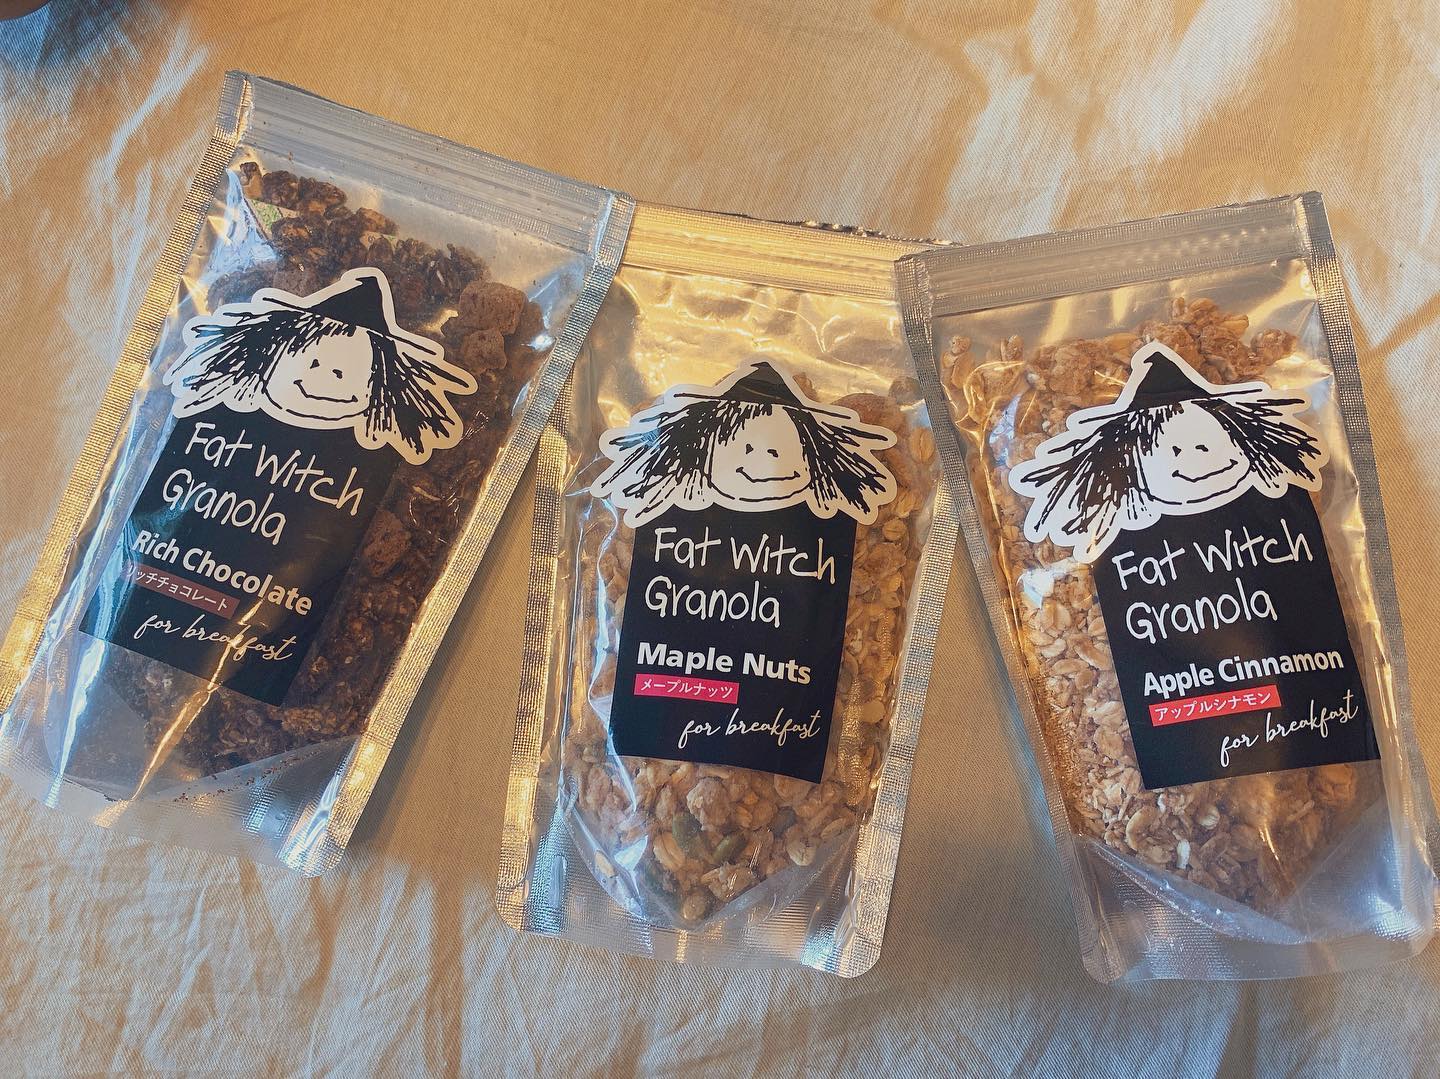 Fat Witch
Granola
Rich Chocolate
リッチチョコレート
for breakfast
Fat Witch
Granola
Maple Nuts
メープルナッツ
for breakfast
Fat Witch
Granola
Apple Cinnamon
アップルシナモン
for breakfast